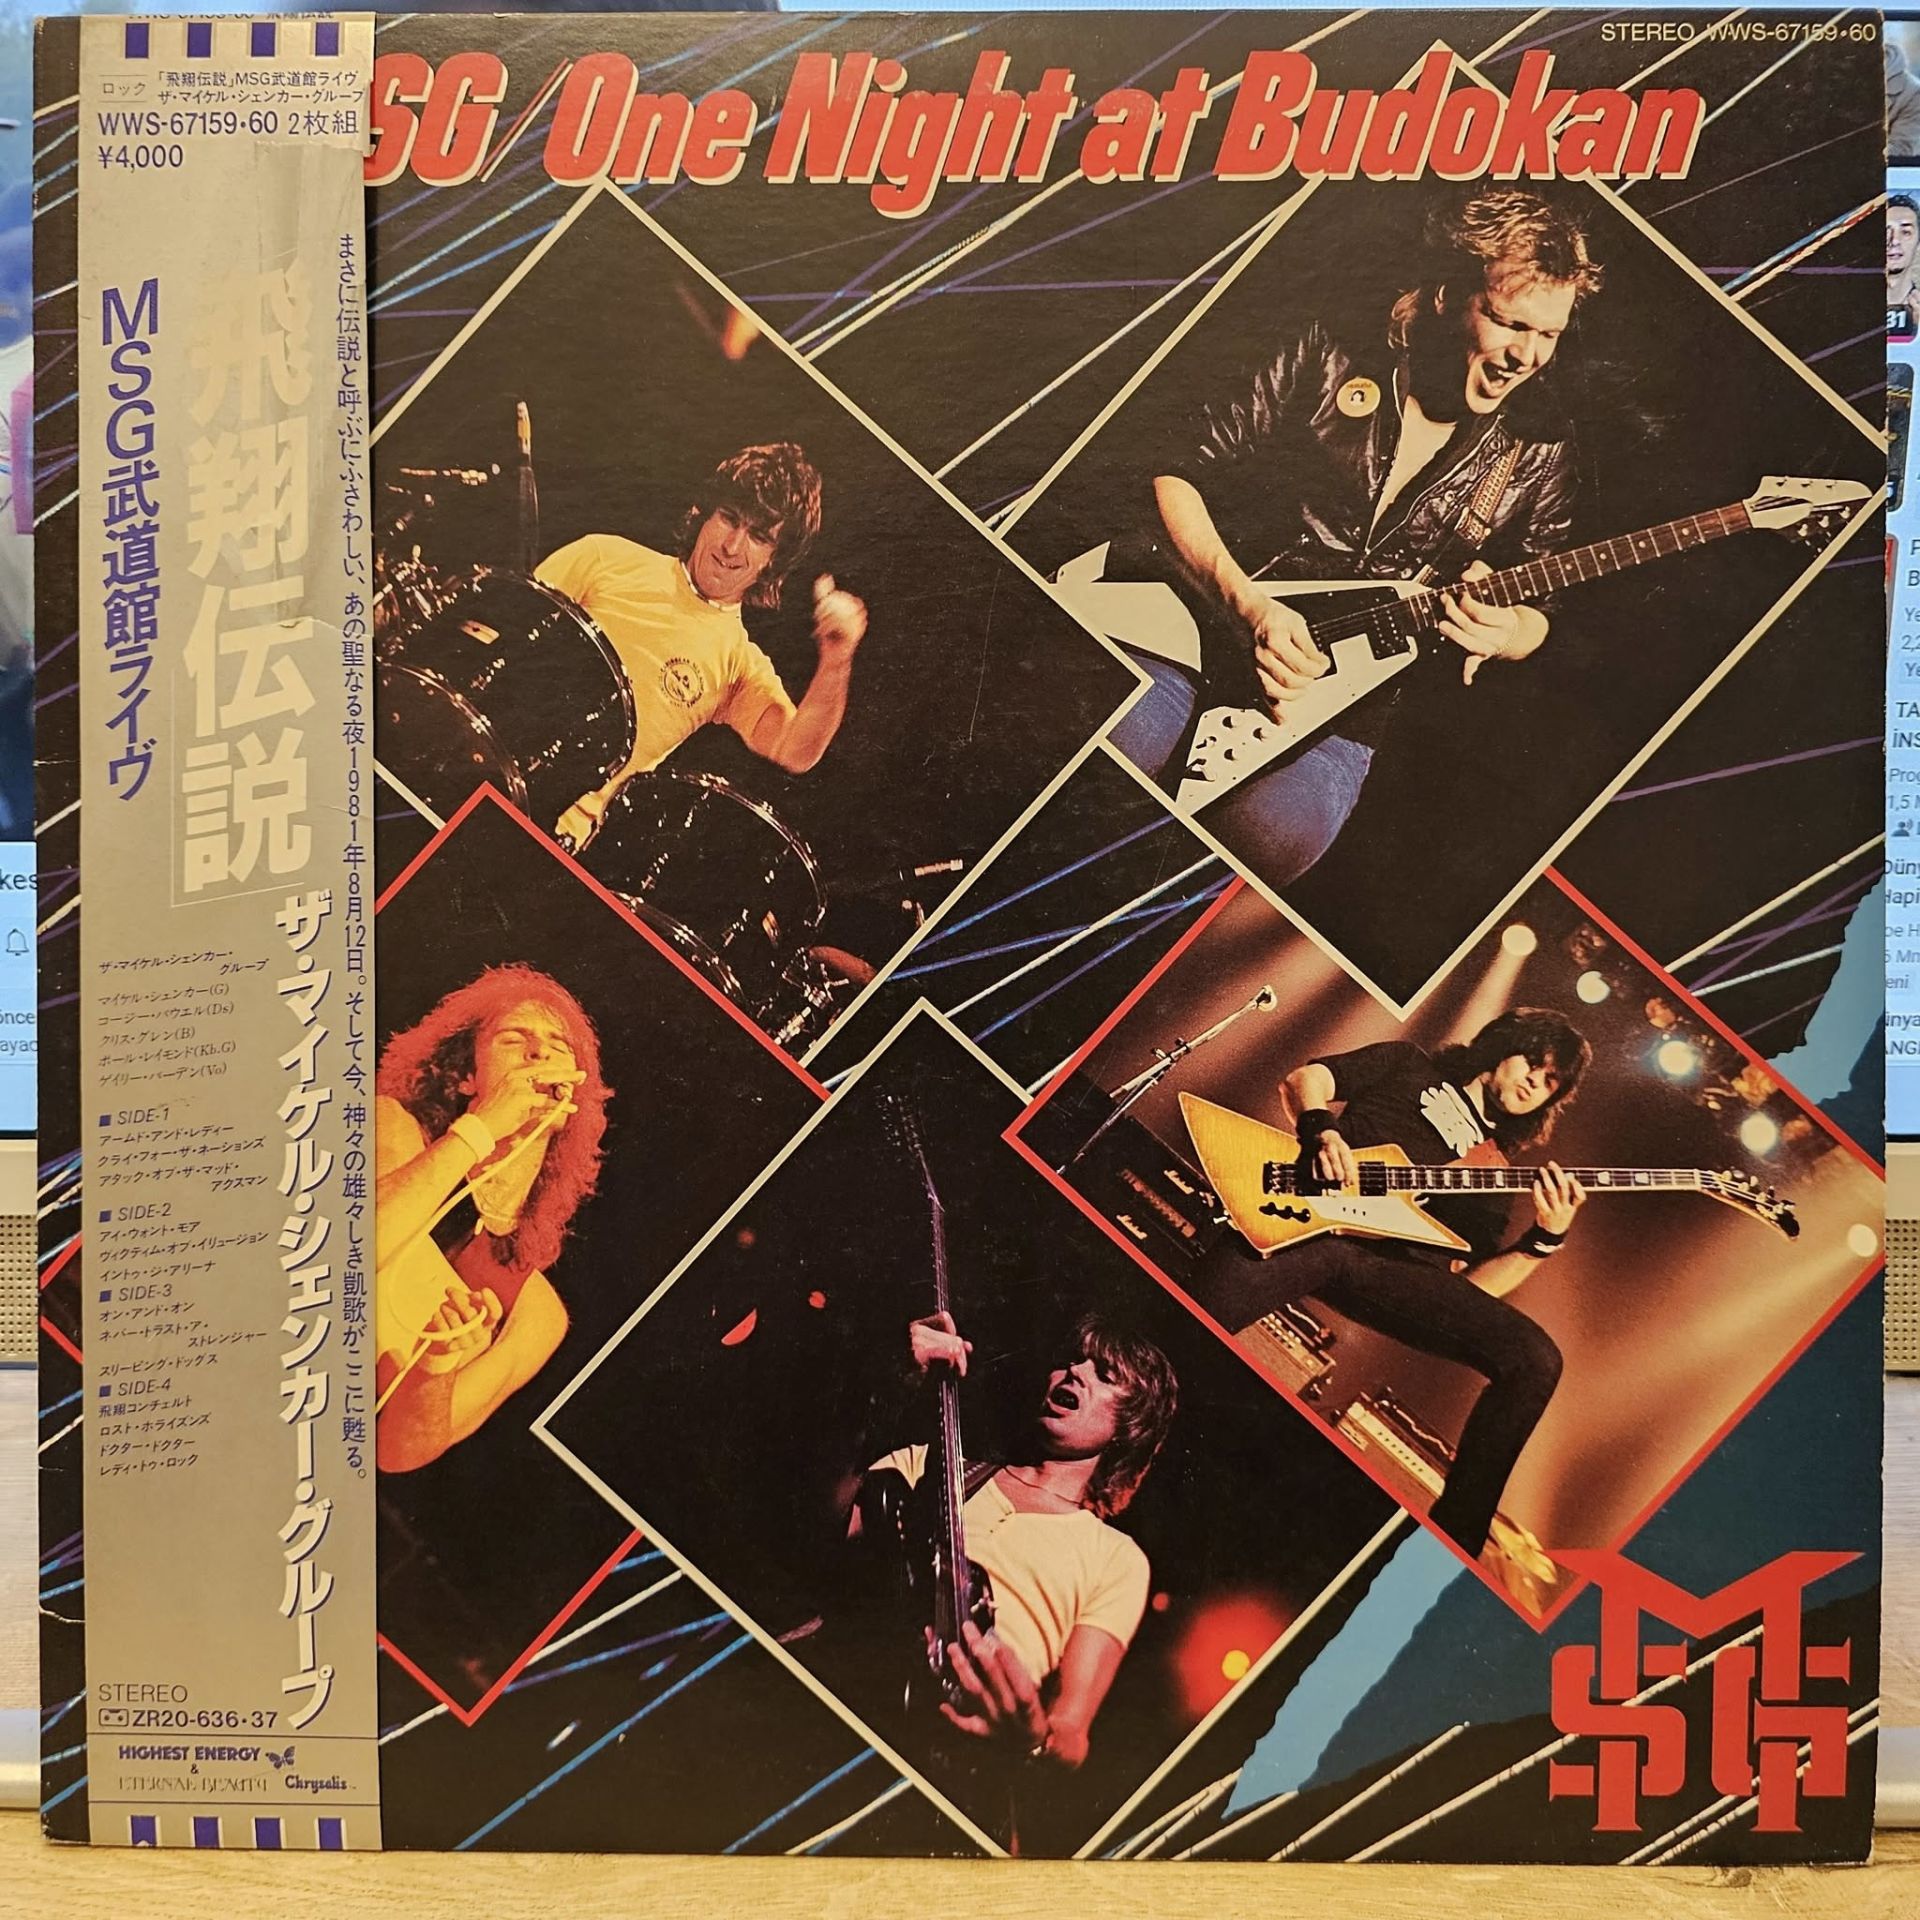 STEREO WWS-67159•60
SG/One Night at Budokan
ロック
「飛翔伝説」MSG武道館ライヴ
ザ・マイケル・シェンカー・グループ
WWS-67159•60 2枚組
¥4,000
まさに伝説と呼ぶにふさわしい、あの聖なる夜1981年8月12日。そして今、神々の雄々しき凱歌がここに甦る。
飛翔伝説
MSG武道館ライヴ
ザ・マイケル・シェンカー・グループ
ザ・マイケル・シェンカー・
グループ
マイケル・シェンカー(G)
コージー・パウエル(Ds)
クリス・グレン(B)
ポール・レイモンド(Kb.G)
ゲイリー・バーデン(Vo)
■ SIDE-1
アームド・アンド・レディー
クライ・フォー・ザ・ネーションズ
アタック・オブ・ザ・マッド・
アクスマン
■ SIDE-2
アイ・ウォント・モア
ヴィクティム・オブ・イリュージョン
イントゥ・ジ・アリーナ
■ SIDE-3
オン・アンド・オン
ネバー・トラスト・ア・
ストレンジャー
スリーピング・ドッグス
■ SIDE-4
飛翔コンチェルト
ロスト・ホライズンズ
ドクター・ドクター
レディ・トゥ・ロック
STEREO
ZR20-636•37
HIGHEST ENERGY
&
ETERNAL BEAUTY
Chrysalis
MSG